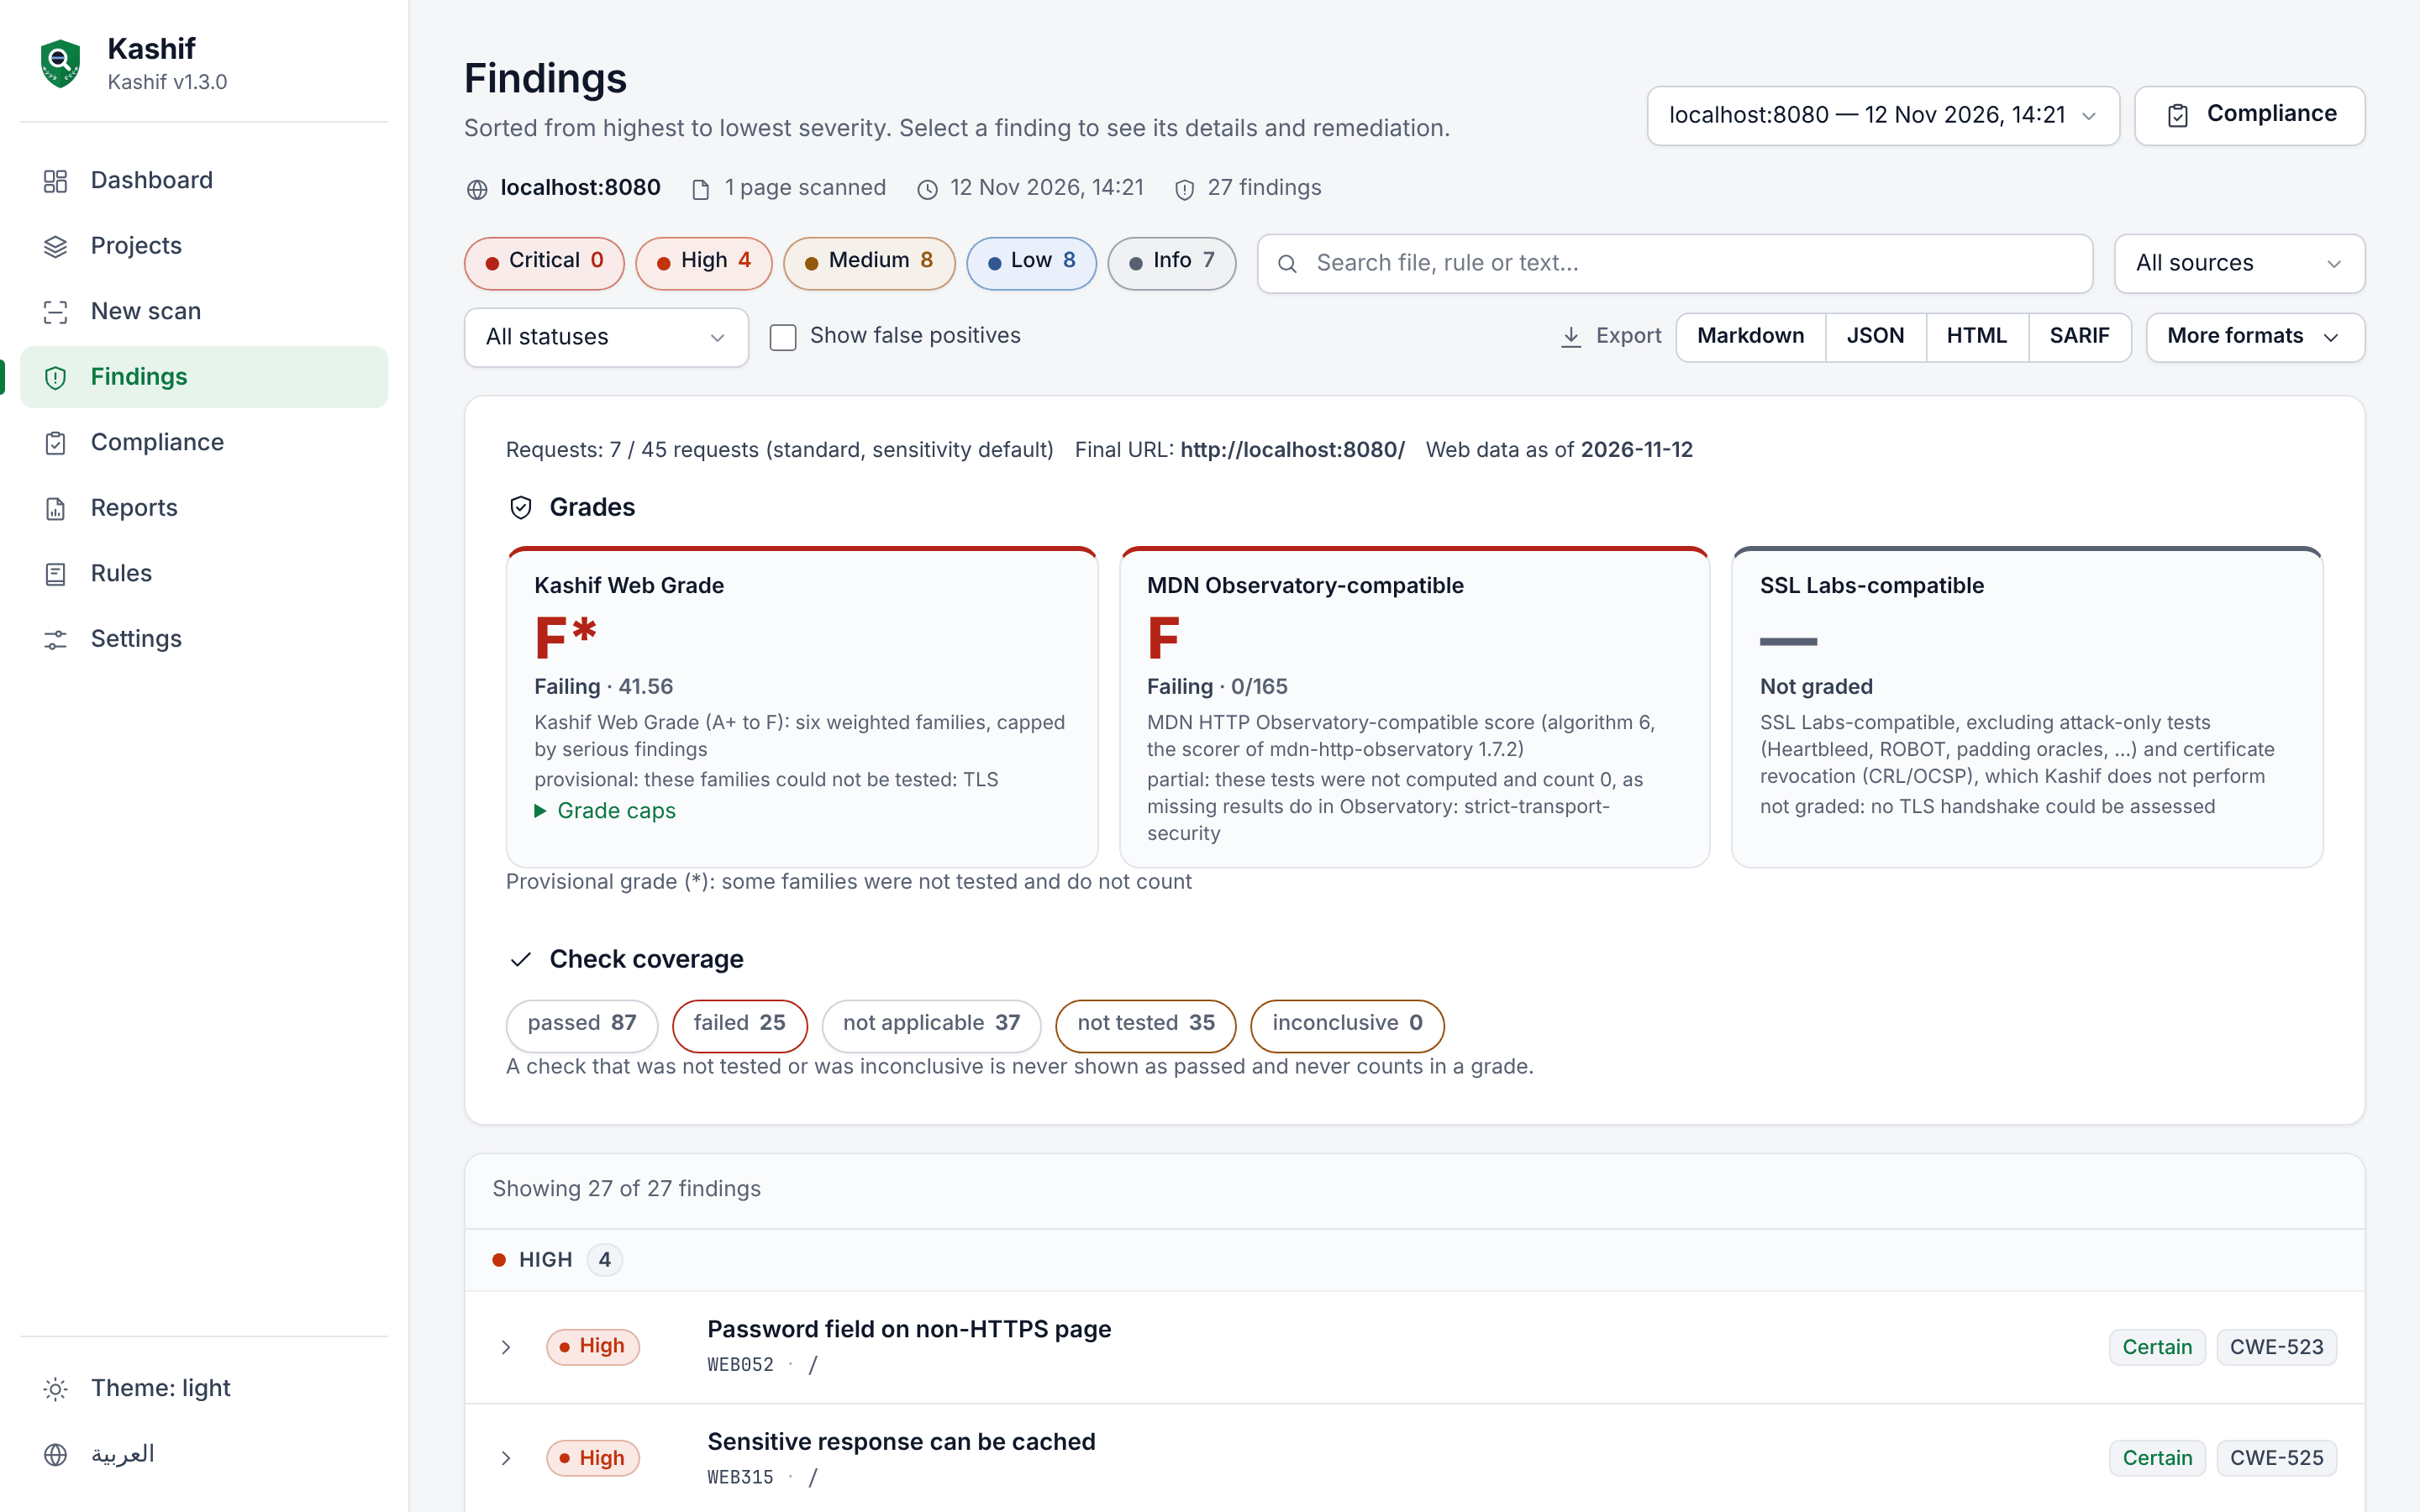 Kashif
Kashif v1.3.0
Dashboard
Projects
New scan
Findings
Compliance
Reports
Rules
Settings
Theme: light
العربية
Findings
Sorted from highest to lowest severity. Select a finding to see its details and remediation.
localhost:8080 — 12 Nov 2026, 14:21
Compliance
localhost:8080 1 page scanned 12 Nov 2026, 14:21 27 findings
Critical 0 High 4 Medium 8 Low 8 Info 7
Search file, rule or text...
All sources
All statuses
Show false positives
Export Markdown JSON HTML SARIF More formats
Requests: 7 / 45 requests (standard, sensitivity default) Final URL: http://localhost:8080/ Web data as of 2026-11-12
Grades
Kashif Web Grade
F*
Failing · 41.56
Kashif Web Grade (A+ to F): six weighted families, capped
by serious findings
provisional: these families could not be tested: TLS
Grade caps
MDN Observatory-compatible
F
Failing · 0/165
MDN HTTP Observatory-compatible score (algorithm 6,
the scorer of mdn-http-observatory 1.7.2)
partial: these tests were not computed and count 0, as
missing results do in Observatory: strict-transport-
security
SSL Labs-compatible
—
Not graded
SSL Labs-compatible, excluding attack-only tests
(Heartbleed, ROBOT, padding oracles, ...) and certificate
revocation (CRL/OCSP), which Kashif does not perform
not graded: no TLS handshake could be assessed
Provisional grade (*): some families were not tested and do not count
Check coverage
passed 87 failed 25 not applicable 37 not tested 35 inconclusive 0
A check that was not tested or was inconclusive is never shown as passed and never counts in a grade.
Showing 27 of 27 findings
HIGH 4
High Password field on non-HTTPS page Certain CWE-523
WEB052 · /
High Sensitive response can be cached Certain CWE-525
WEB315 · /